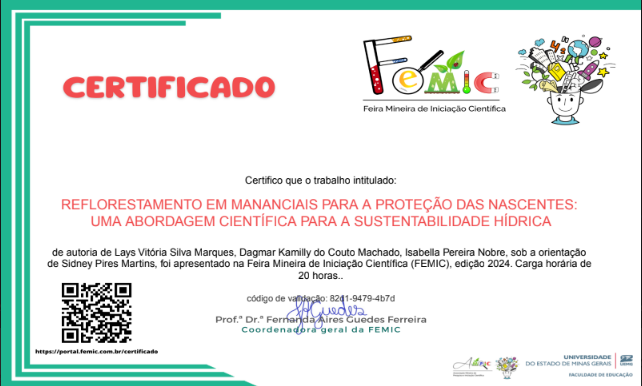 CERTIFICADO
FeMIC
Feira Mineira de Iniciação Científica
Certifico que o trabalho intitulado:
REFLORESTAMENTO EM MANANCIAIS PARA A PROTEÇÃO DAS NASCENTES:
UMA ABORDAGEM CIENTÍFICA PARA A SUSTENTABILIDADE HÍDRICA
de autoria de Lays Vitória Silva Marques, Dagmar Kamilly do Couto Machado, Isabella Pereira Nobre, sob a orientação
de Sidney Pires Martins, foi apresentado na Feira Mineira de Iniciação Científica (FEMIC), edição 2024. Carga horária de
20 horas..
código de validação: 82d1-9479-4b7d
Prof.ª Dr.ª Fernanda Aires Guedes Ferreira
Coordenadora geral da FEMIC
https://portal.femic.com.br/certificado
UNIVERSIDADE
DO ESTADO DE MINAS GERAIS
UEMG
FACULDADE DE EDUCAÇÃO